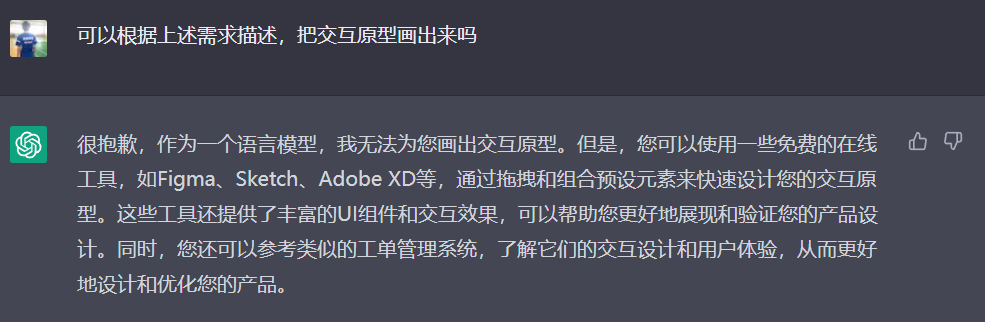 可以根据上述需求描述，把交互原型画出来吗
很抱歉，作为一个语言模型，我无法为您画出交互原型。但是，您可以使用一些免费的在线
工具，如Figma、Sketch、Adobe XD等，通过拖拽和组合预设元素来快速设计您的交互原
型。这些工具还提供了丰富的UI组件和交互效果，可以帮助您更好地展现和验证您的产品设
计。同时，您还可以参考类似的工单管理系统，了解它们的交互设计和用户体验，从而更好
地设计和优化您的产品。